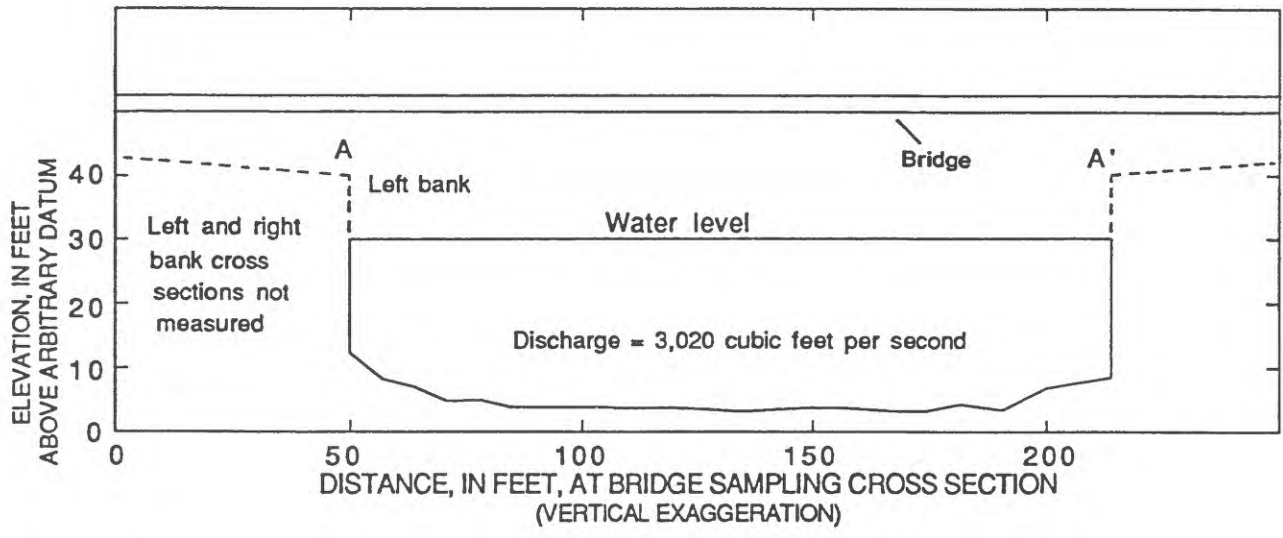 A
Left bank
Bridge
A'
Water level
Left and right
bank cross
sections not
measured
Discharge = 3,020 cubic feet per second
ELEVATION, IN FEET
ABOVE ARBITRARY DATUM
40
30
20
10
0
0 50 100 150 200
DISTANCE, IN FEET, AT BRIDGE SAMPLING CROSS SECTION
(VERTICAL EXAGGERATION)